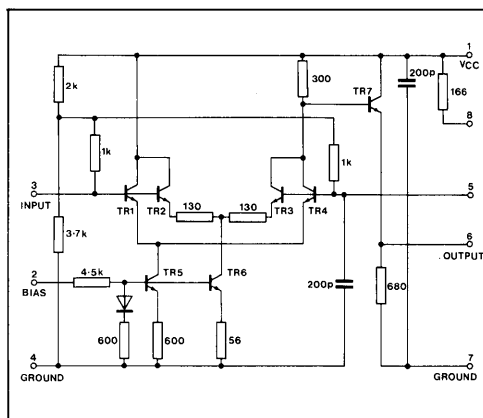 1
VCC
2k
300
TR7
200p
166
8
1k
1k
3
INPUT
5
TR1
TR2
130
130
TR3
TR4
3·7k
6
OUTPUT
TR5
TR6
2
BIAS
4·5k
200p
680
600
600
56
4
GROUND
7
GROUND